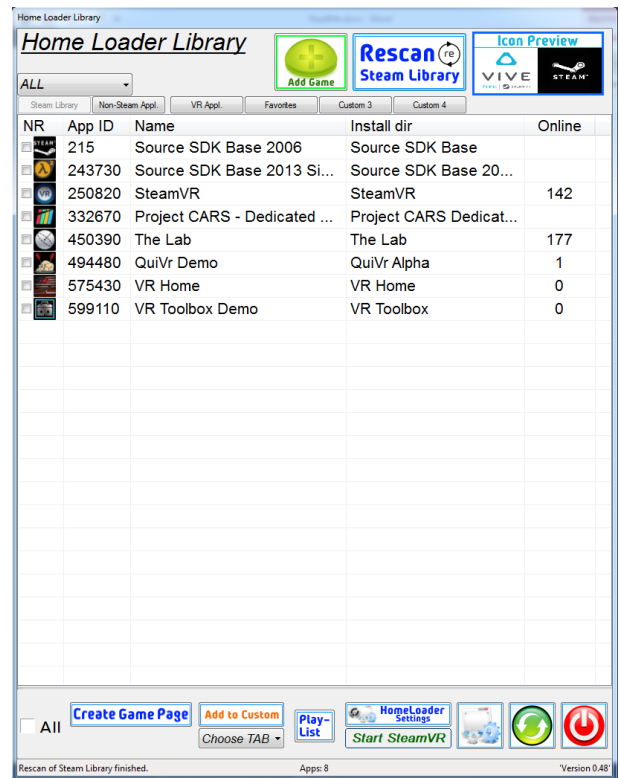 Home Loader Library
Home Loader Library
ALL
Add Game
Rescan re
Steam Library
Icon Preview
VIVE
STEAM
Steam Library Non-Steam Appl. VR Appl. Favorites Custom 3 Custom 4
NR App ID Name Install dir Online
STEAM 215 Source SDK Base 2006 Source SDK Base
243730 Source SDK Base 2013 Si... Source SDK Base 20...
VR 250820 SteamVR SteamVR 142
332670 Project CARS - Dedicated ... Project CARS Dedicat...
450390 The Lab The Lab 177
494480 QuiVr Demo QuiVr Alpha 1
575430 VR Home VR Home 0
599110 VR Toolbox Demo VR Toolbox 0
All
Create Game Page
Add to Custom
Choose TAB
Play-
List
HomeLoader
Settings
Start SteamVR
Rescan of Steam Library finished. Apps: 8 'Version 0.48'